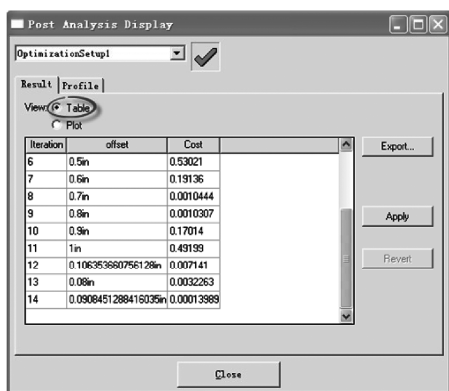 Post Analysis Display
OptimizationSetup1
Result Profile
View: Table
Plot
Iteration offset Cost
6 0.5in 0.53021
7 0.6in 0.19136
8 0.7in 0.0010444
9 0.8in 0.0010307
10 0.9in 0.17014
11 1in 0.49199
12 0.106353660756128in 0.007141
13 0.08in 0.0032263
14 0.0908451288416035in 0.00013989
Export...
Apply
Revert
Close